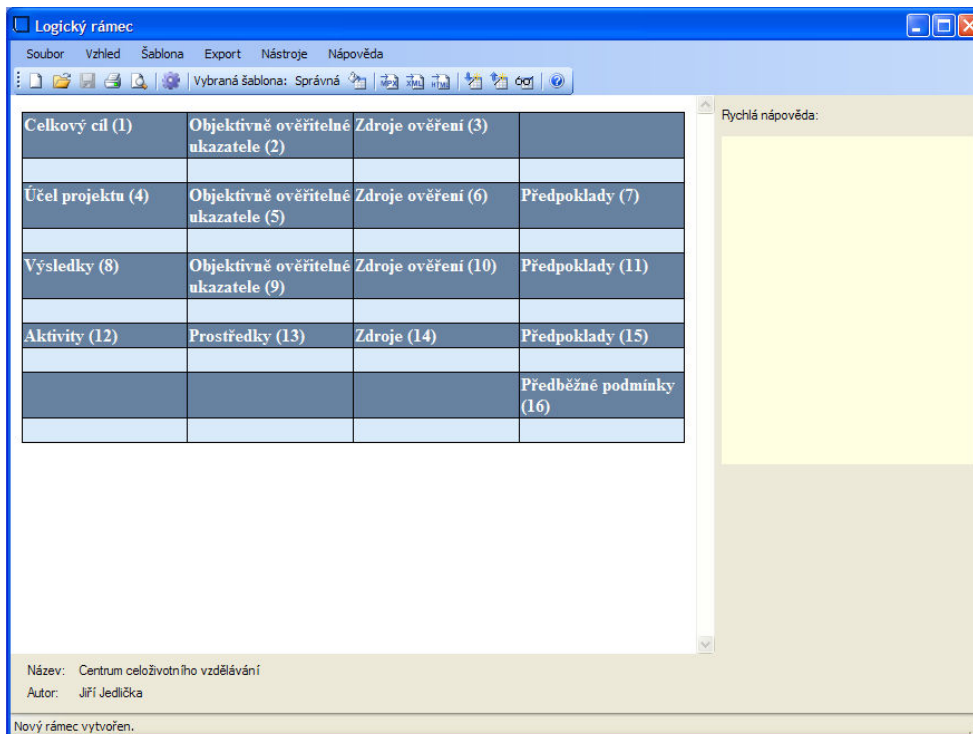 Logický rámec
Soubor Vzhled Šablona Export Nástroje Nápověda
Vybraná šablona: Správná MPX XML HTML
Rychlá nápověda:
Celkový cíl (1) Objektivně ověřitelné Zdroje ověření (3)
ukazatele (2)
Účel projektu (4) Objektivně ověřitelné Zdroje ověření (6) Předpoklady (7)
ukazatele (5)
Výsledky (8) Objektivně ověřitelné Zdroje ověření (10) Předpoklady (11)
ukazatele (9)
Aktivity (12) Prostředky (13) Zdroje (14) Předpoklady (15)
Předběžné podmínky
(16)
Název: Centrum celoživotního vzdělávání
Autor: Jiří Jedlička
Nový rámec vytvořen.